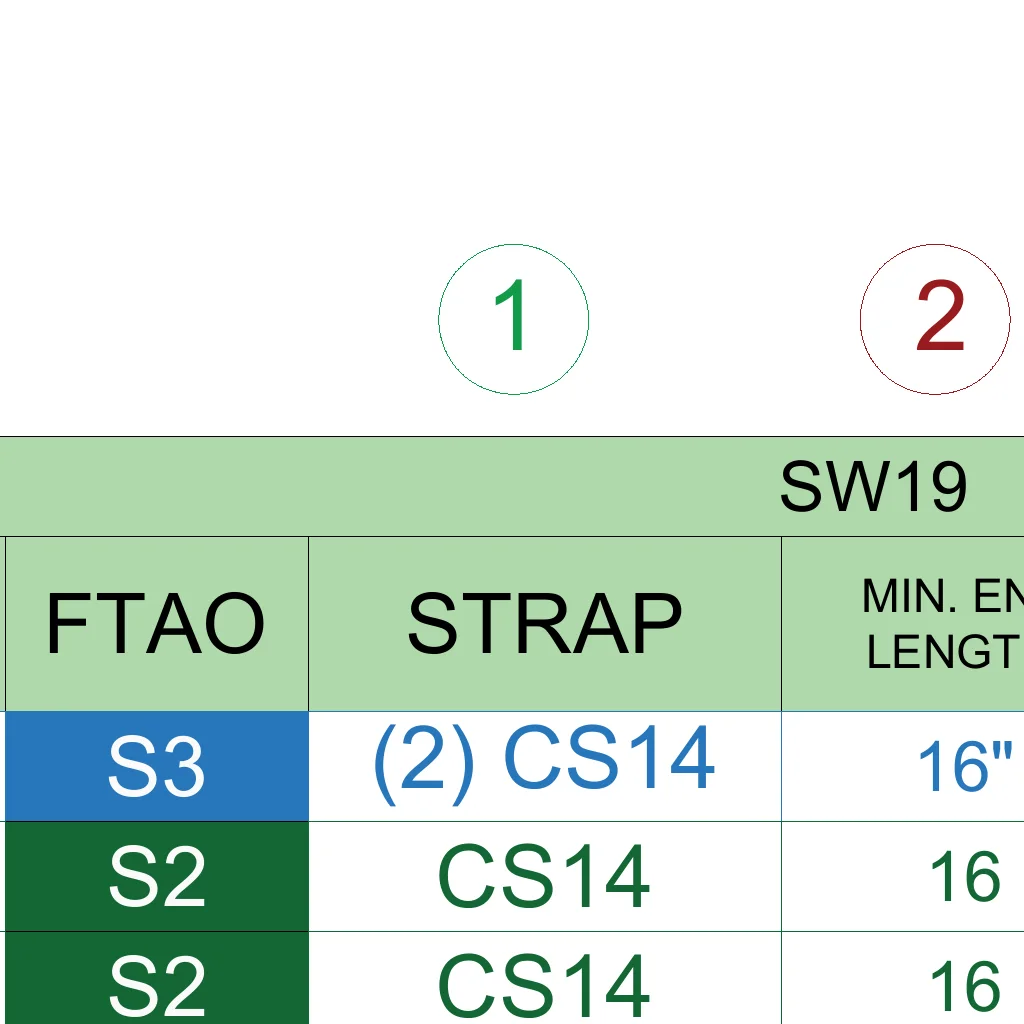 1 2
SW19
FTAO STRAP MIN. EN
LENGT
S3 (2) CS14 16"
S2 CS14 16
S2 CS14 16